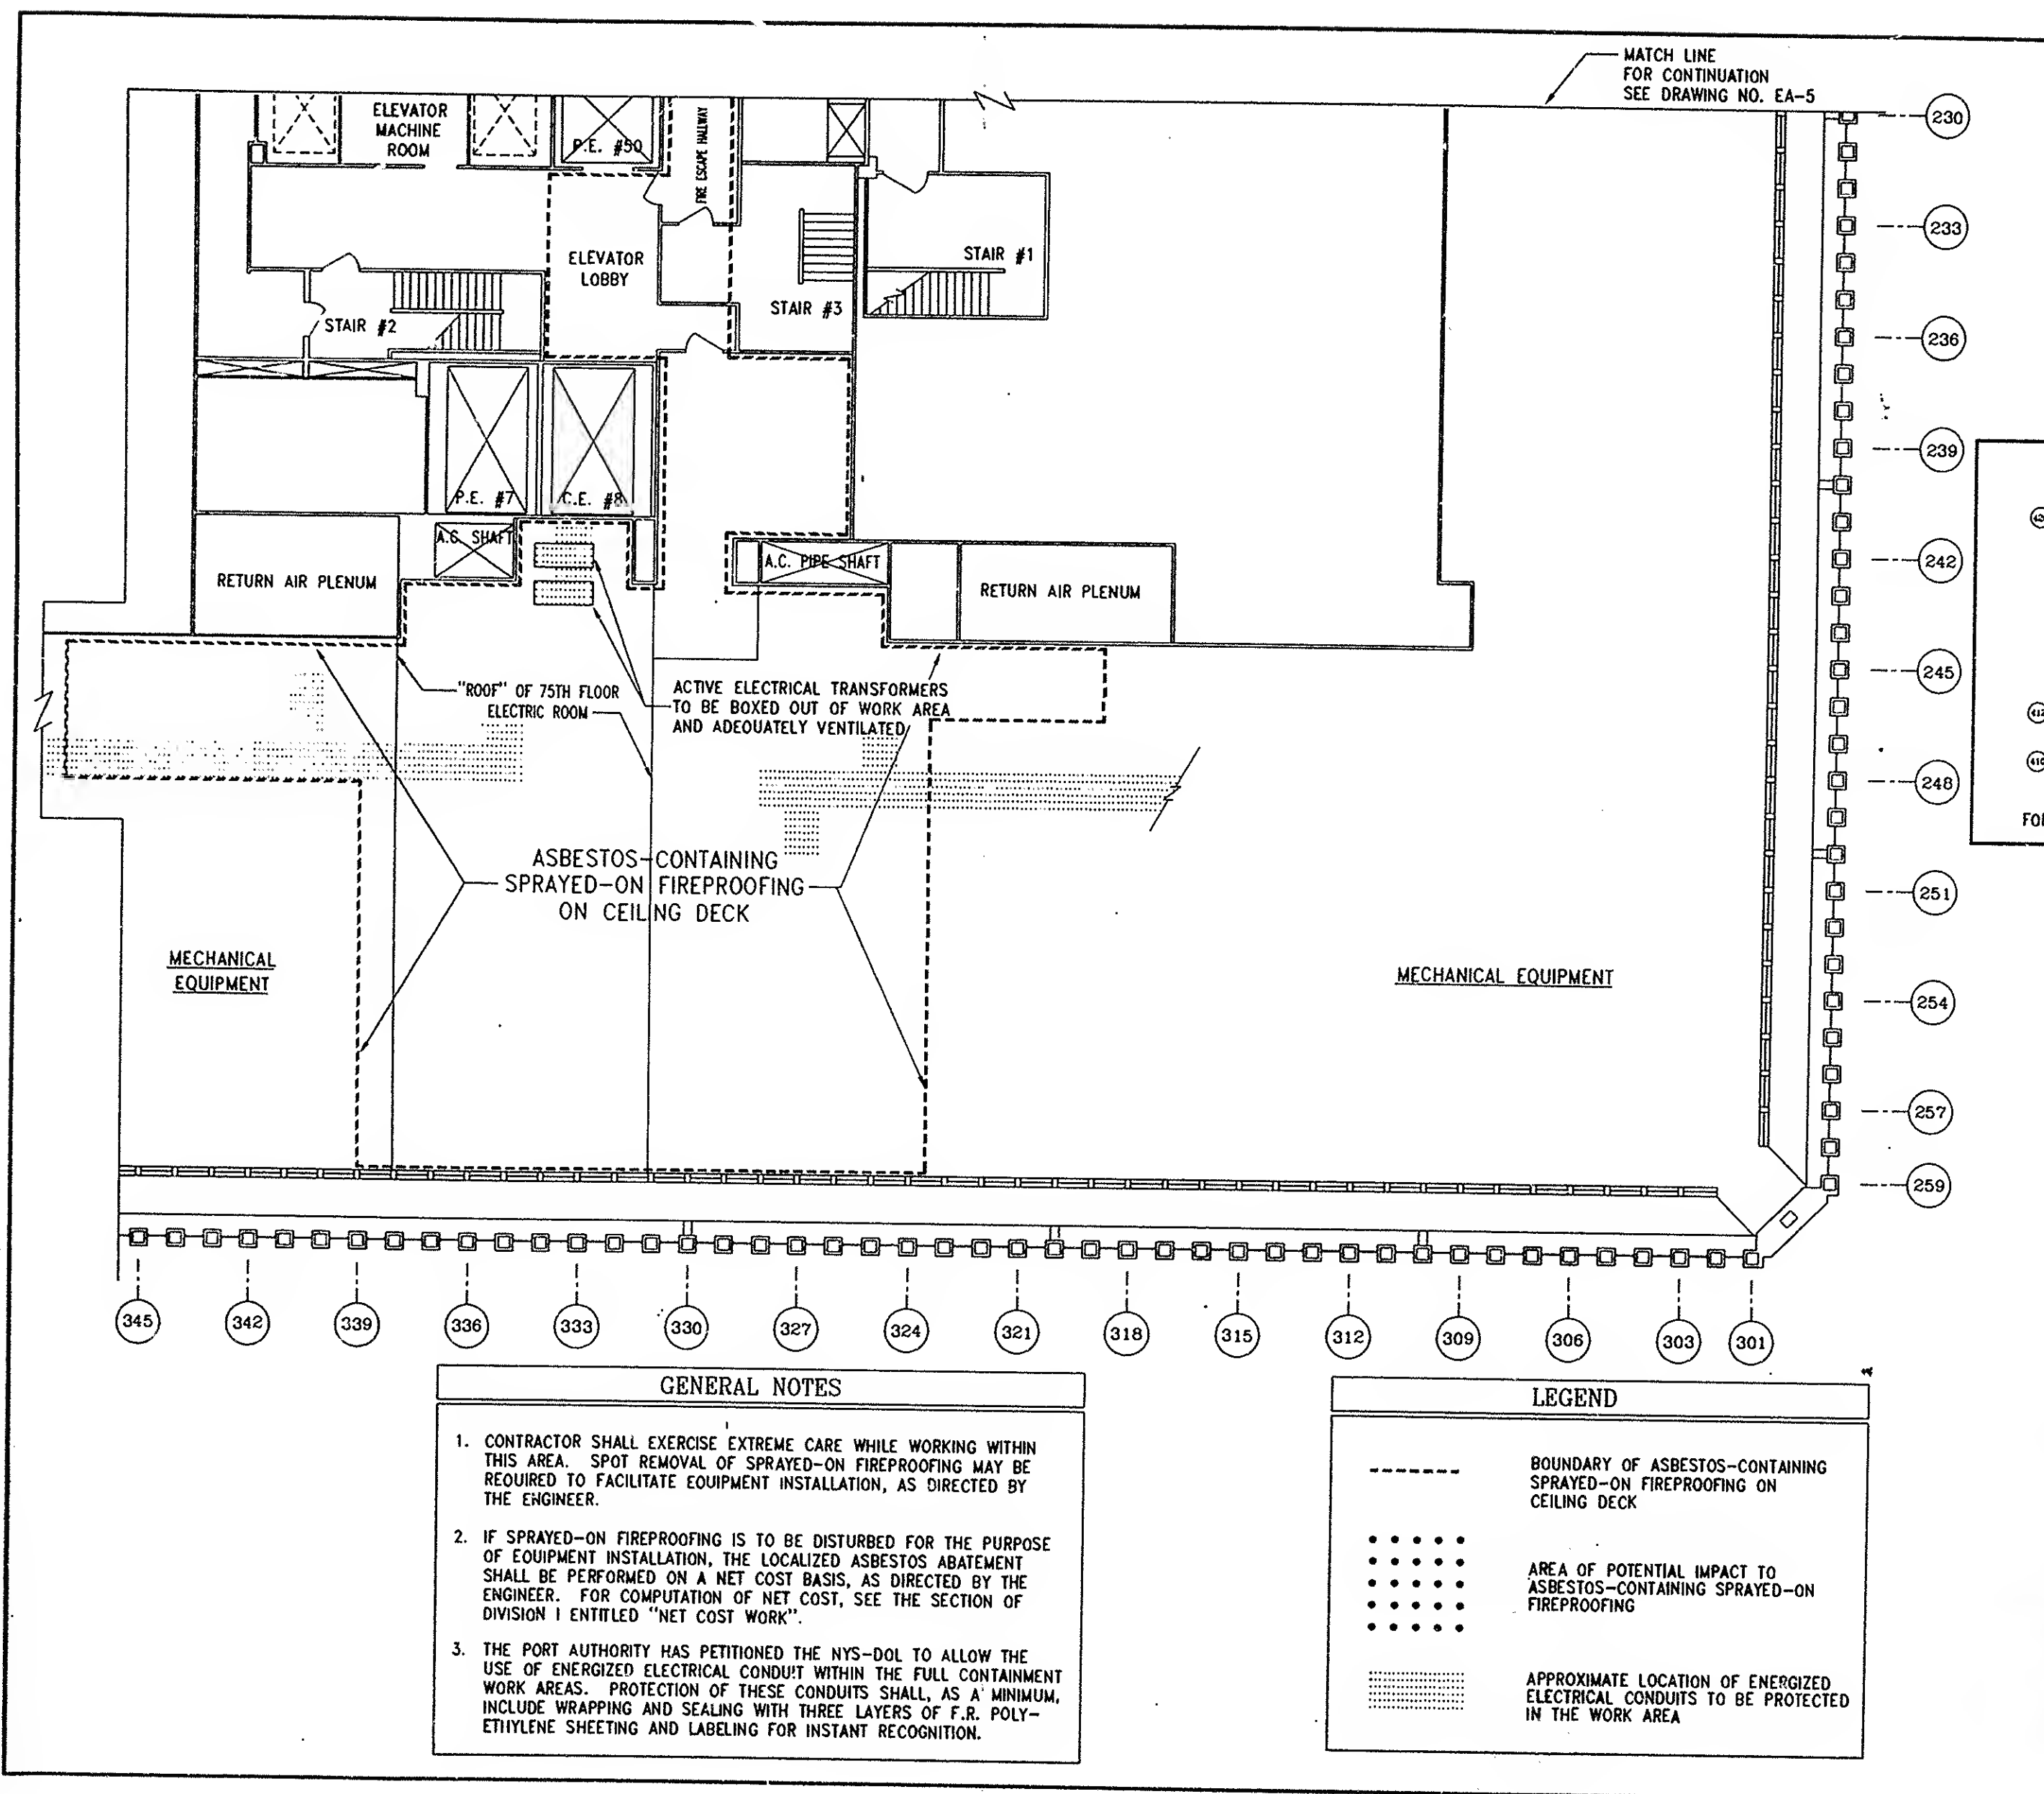 MATCH LINE
FOR CONTINUATION
SEE DRAWING NO. EA-5
ELEVATOR
MACHINE
ROOM
P.E. #50
FIRE ESCAPE HALLWAY
ELEVATOR
LOBBY
STAIR #1
STAIR #2
STAIR #3
P.E. #7
C.E. #8
A.C. SHAFT
A.C. PIPE SHAFT
RETURN AIR PLENUM
RETURN AIR PLENUM
"ROOF" OF 75TH FLOOR
ELECTRIC ROOM
ACTIVE ELECTRICAL TRANSFORMERS
TO BE BOXED OUT OF WORK AREA
AND ADEQUATELY VENTILATED
ASBESTOS-CONTAINING
SPRAYED-ON FIREPROOFING
ON CEILING DECK
MECHANICAL
EQUIPMENT
MECHANICAL EQUIPMENT
230
233
236
239
242
245
248
251
254
257
259
345
342
339
336
333
330
327
324
321
318
315
312
309
306
303
301
GENERAL NOTES
1. CONTRACTOR SHALL EXERCISE EXTREME CARE WHILE WORKING WITHIN
THIS AREA. SPOT REMOVAL OF SPRAYED-ON FIREPROOFING MAY BE
REQUIRED TO FACILITATE EQUIPMENT INSTALLATION, AS DIRECTED BY
THE ENGINEER.
2. IF SPRAYED-ON FIREPROOFING IS TO BE DISTURBED FOR THE PURPOSE
OF EQUIPMENT INSTALLATION, THE LOCALIZED ASBESTOS ABATEMENT
SHALL BE PERFORMED ON A NET COST BASIS, AS DIRECTED BY THE
ENGINEER. FOR COMPUTATION OF NET COST, SEE THE SECTION OF
DIVISION 1 ENTITLED "NET COST WORK".
3. THE PORT AUTHORITY HAS PETITIONED THE NYS-DOL TO ALLOW THE
USE OF ENERGIZED ELECTRICAL CONDUIT WITHIN THE FULL CONTAINMENT
WORK AREAS. PROTECTION OF THESE CONDUITS SHALL, AS A MINIMUM,
INCLUDE WRAPPING AND SEALING WITH THREE LAYERS OF F.R. POLY-
ETHYLENE SHEETING AND LABELING FOR INSTANT RECOGNITION.
LEGEND
BOUNDARY OF ASBESTOS-CONTAINING
SPRAYED-ON FIREPROOFING ON
CEILING DECK
AREA OF POTENTIAL IMPACT TO
ASBESTOS-CONTAINING SPRAYED-ON
FIREPROOFING
APPROXIMATE LOCATION OF ENERGIZED
ELECTRICAL CONDUITS TO BE PROTECTED
IN THE WORK AREA